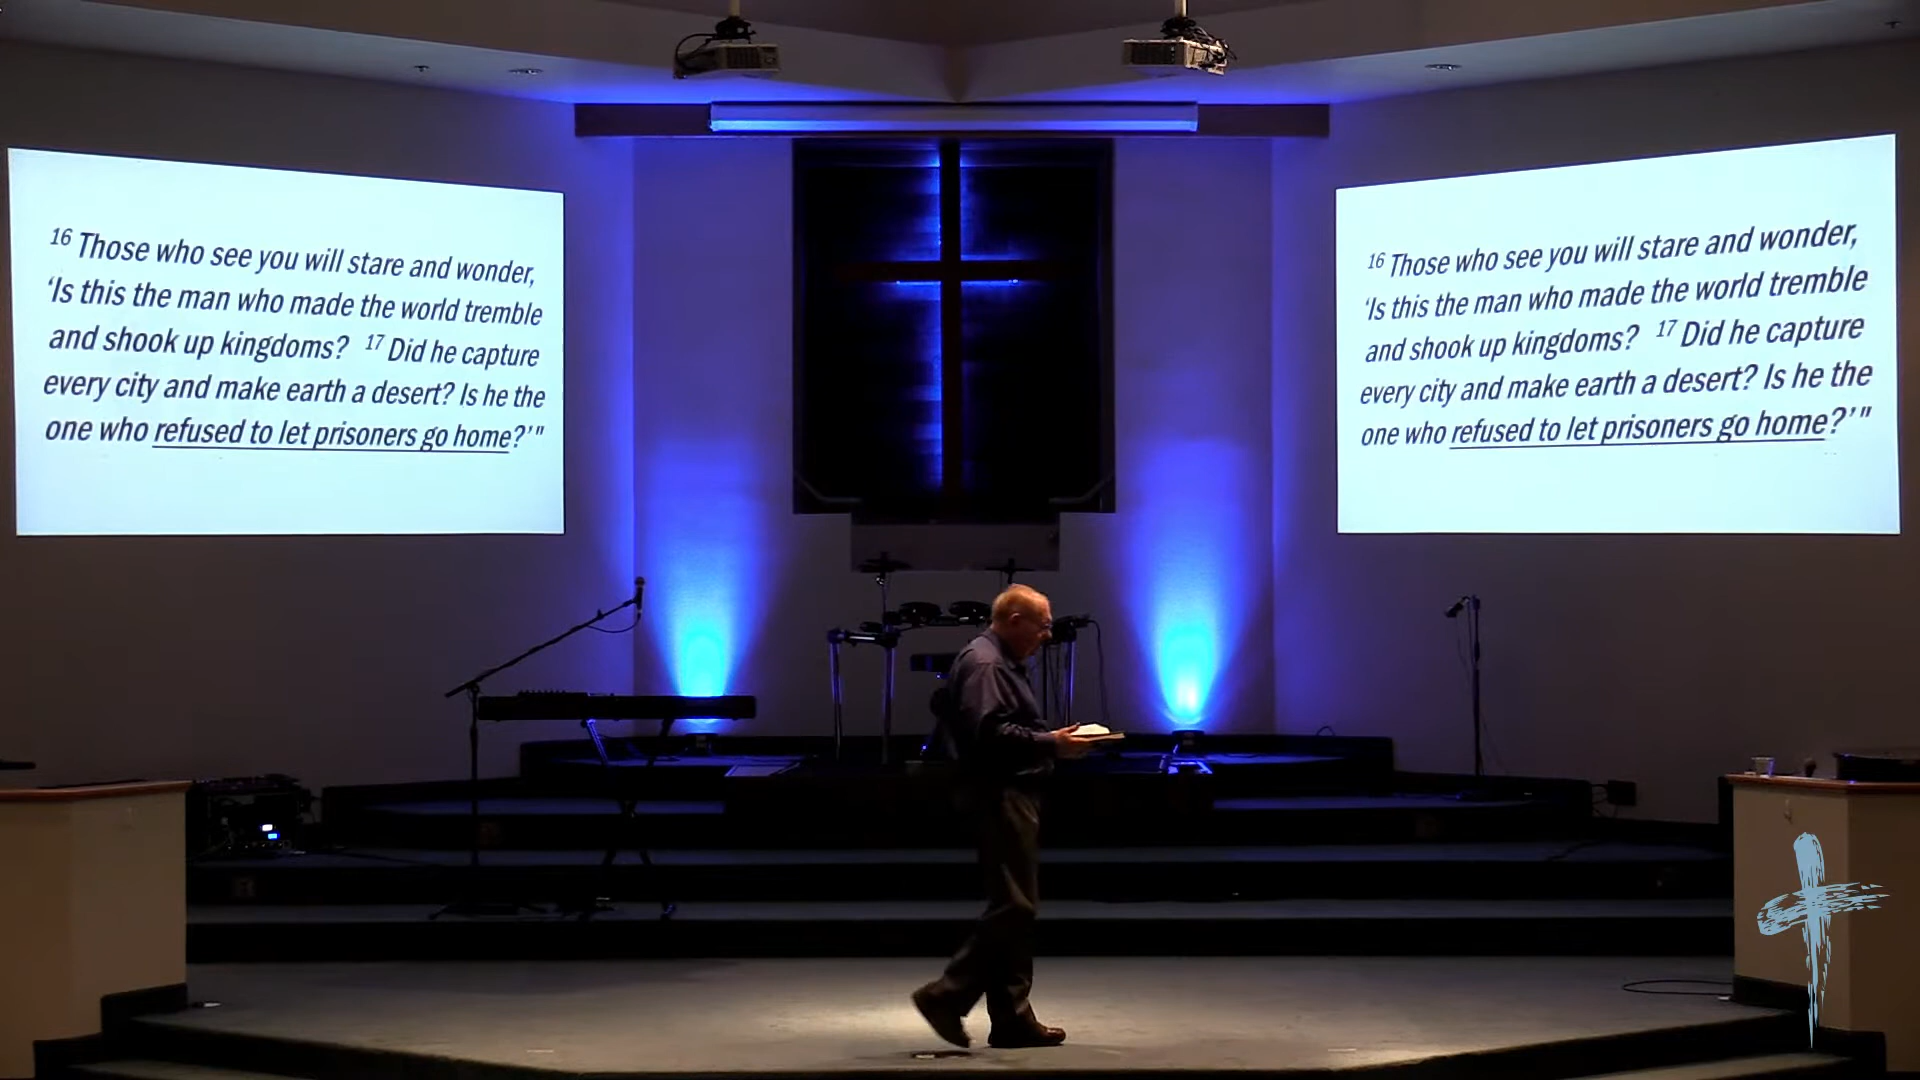 16 Those who see you will stare and wonder,
‘Is this the man who made the world tremble
and shook up kingdoms? 17 Did he capture
every city and make earth a desert? Is he the
one who refused to let prisoners go home?’"
16 Those who see you will stare and wonder,
‘Is this the man who made the world tremble
and shook up kingdoms? 17 Did he capture
every city and make earth a desert? Is he the
one who refused to let prisoners go home?’"